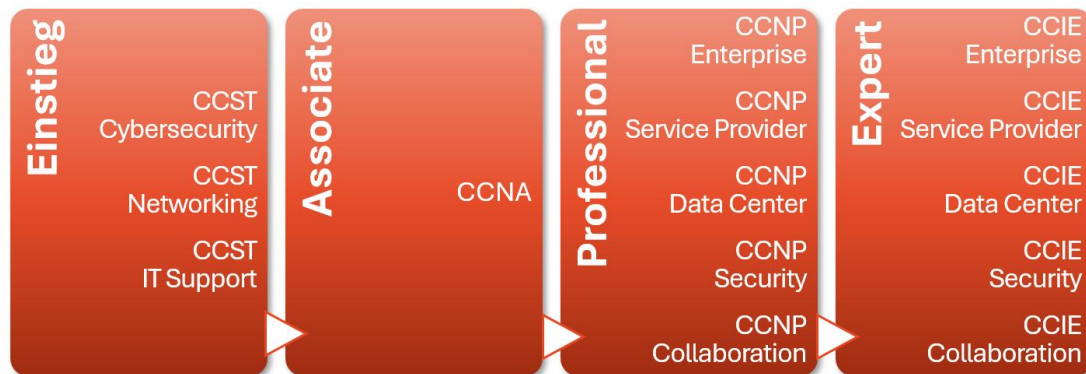 Einstieg
CCST
Cybersecurity
CCST
Networking
CCST
IT Support
Associate
CCNA
Professional
CCNP
Enterprise
CCNP
Service Provider
CCNP
Data Center
CCNP
Security
CCNP
Collaboration
Expert
CCIE
Enterprise
CCIE
Service Provider
CCIE
Data Center
CCIE
Security
CCIE
Collaboration